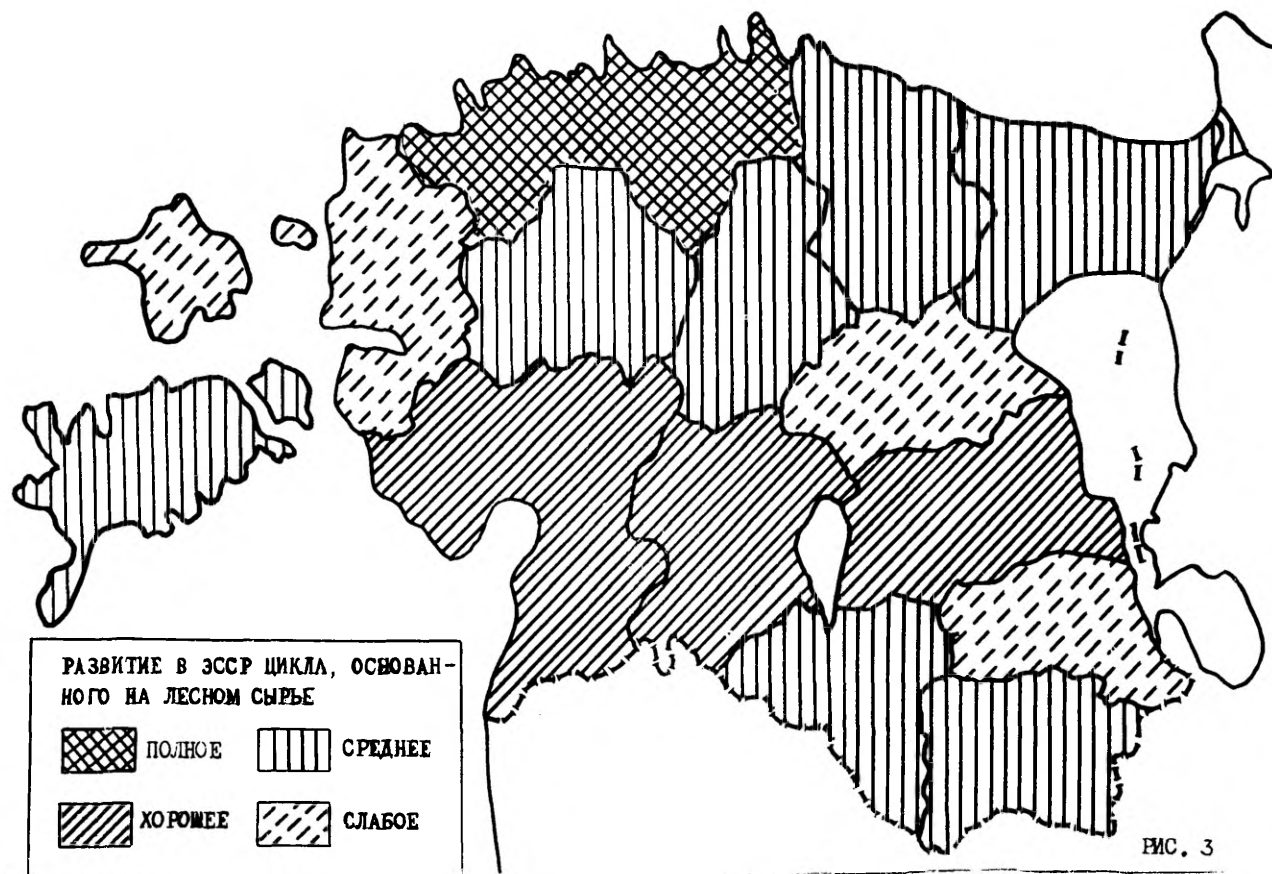 РАЗВИТИЕ В ЭССР ЦИКЛА, ОСНОВАН-
НОГО НА ЛЕСНОМ СЫРЬЕ
ПОЛНОЕ
СРЕДНЕЕ
ХОРОШЕЕ
СЛАБОЕ
РИС. 3